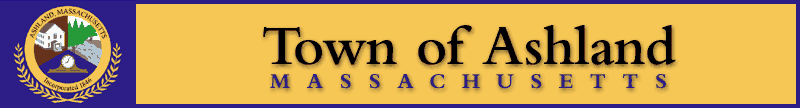 ASHLAND, MASSACHUSETTS
Incorporated 1846
Town of Ashland
MASSACHUSETTS